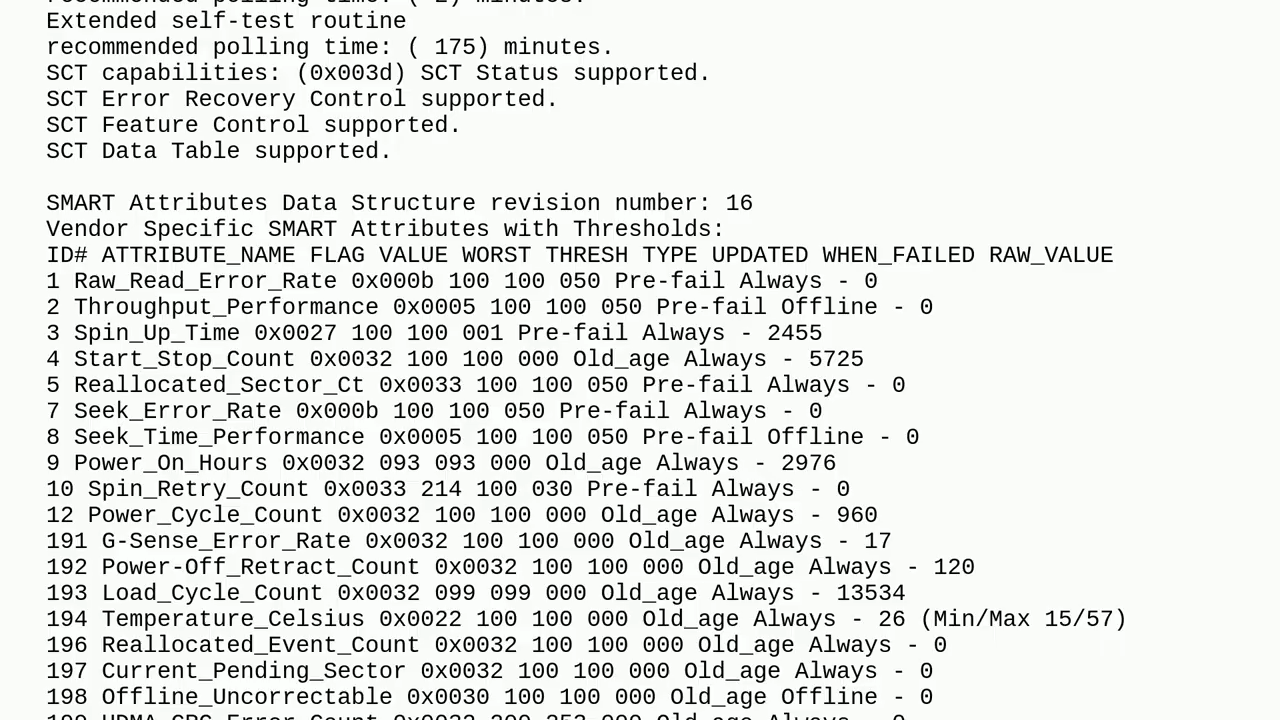 recommended polling time: ( 2) minutes.
Extended self-test routine
recommended polling time: ( 175) minutes.
SCT capabilities: (0x003d) SCT Status supported.
SCT Error Recovery Control supported.
SCT Feature Control supported.
SCT Data Table supported.
SMART Attributes Data Structure revision number: 16
Vendor Specific SMART Attributes with Thresholds:
ID# ATTRIBUTE_NAME FLAG VALUE WORST THRESH TYPE UPDATED WHEN_FAILED RAW_VALUE
1 Raw_Read_Error_Rate 0x000b 100 100 050 Pre-fail Always - 0
2 Throughput_Performance 0x0005 100 100 050 Pre-fail Offline - 0
3 Spin_Up_Time 0x0027 100 100 001 Pre-fail Always - 2455
4 Start_Stop_Count 0x0032 100 100 000 Old_age Always - 5725
5 Reallocated_Sector_Ct 0x0033 100 100 050 Pre-fail Always - 0
7 Seek_Error_Rate 0x000b 100 100 050 Pre-fail Always - 0
8 Seek_Time_Performance 0x0005 100 100 050 Pre-fail Offline - 0
9 Power_On_Hours 0x0032 093 093 000 Old_age Always - 2976
10 Spin_Retry_Count 0x0033 214 100 030 Pre-fail Always - 0
12 Power_Cycle_Count 0x0032 100 100 000 Old_age Always - 960
191 G-Sense_Error_Rate 0x0032 100 100 000 Old_age Always - 17
192 Power-Off_Retract_Count 0x0032 100 100 000 Old_age Always - 120
193 Load_Cycle_Count 0x0032 099 099 000 Old_age Always - 13534
194 Temperature_Celsius 0x0022 100 100 000 Old_age Always - 26 (Min/Max 15/57)
196 Reallocated_Event_Count 0x0032 100 100 000 Old_age Always - 0
197 Current_Pending_Sector 0x0032 100 100 000 Old_age Always - 0
198 Offline_Uncorrectable 0x0030 100 100 000 Old_age Offline - 0